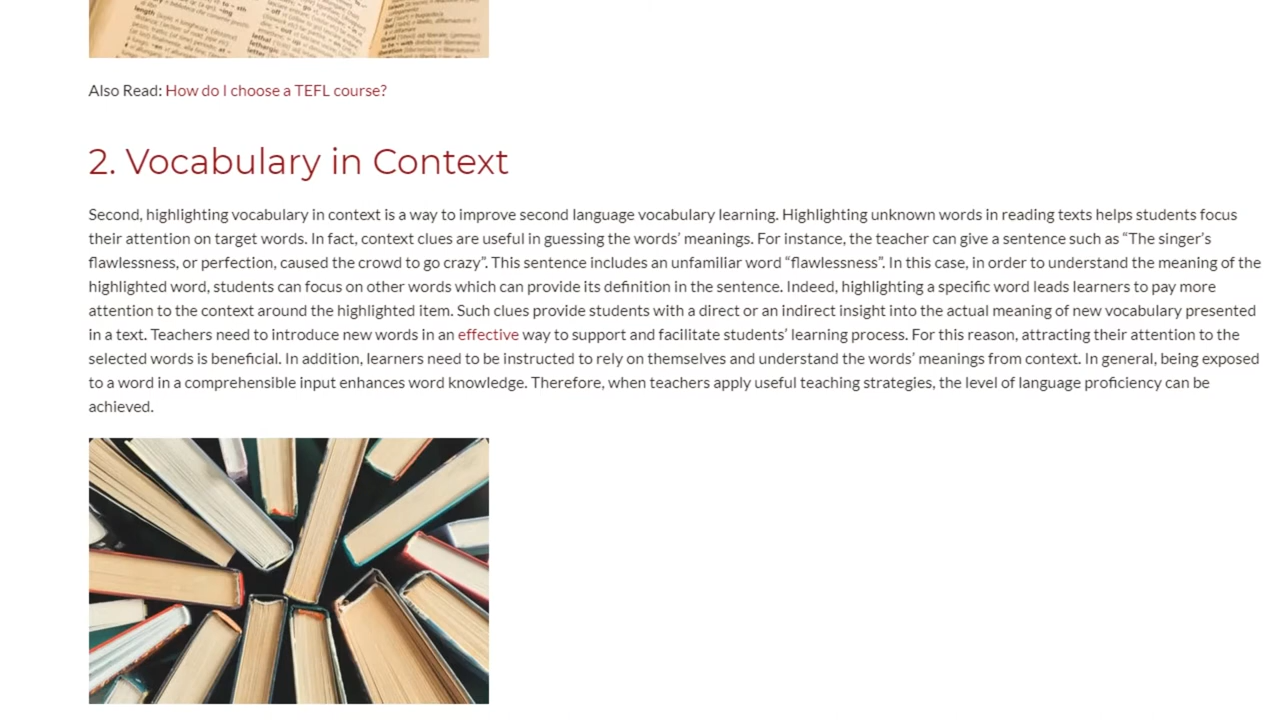 length
lethal
lethargic
Also Read: How do I choose a TEFL course?
2. Vocabulary in Context
Second, highlighting vocabulary in context is a way to improve second language vocabulary learning. Highlighting unknown words in reading texts helps students focus
their attention on target words. In fact, context clues are useful in guessing the words’ meanings. For instance, the teacher can give a sentence such as “The singer’s
flawlessness, or perfection, caused the crowd to go crazy”. This sentence includes an unfamiliar word “flawlessness”. In this case, in order to understand the meaning of the
highlighted word, students can focus on other words which can provide its definition in the sentence. Indeed, highlighting a specific word leads learners to pay more
attention to the context around the highlighted item. Such clues provide students with a direct or an indirect insight into the actual meaning of new vocabulary presented
in a text. Teachers need to introduce new words in an effective way to support and facilitate students’ learning process. For this reason, attracting their attention to the
selected words is beneficial. In addition, learners need to be instructed to rely on themselves and understand the words’ meanings from context. In general, being exposed
to a word in a comprehensible input enhances word knowledge. Therefore, when teachers apply useful teaching strategies, the level of language proficiency can be
achieved.